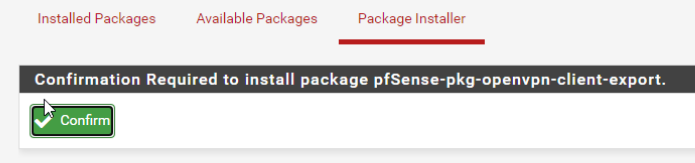 Installed Packages Available Packages Package Installer
Confirmation Required to install package pfSense-pkg-openvpn-client-export.
Confirm